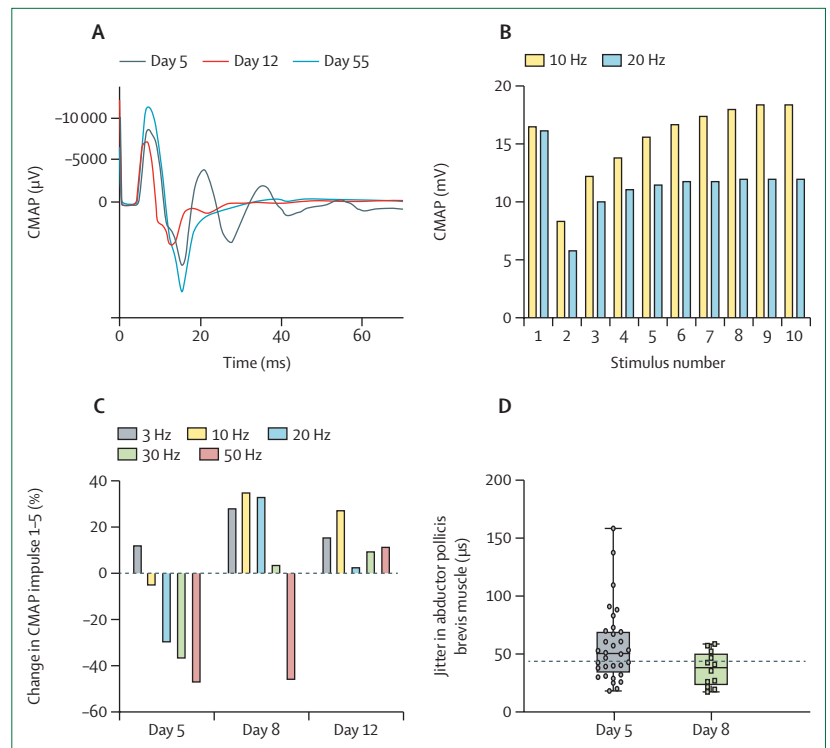 A
Day 5 Day 12 Day 55
−10 000
−5000
0
CMAP (µV)
0 20 40 60
Time (ms)
B
10 Hz 20 Hz
20
15
10
5
0
CMAP (mV)
1 2 3 4 5 6 7 8 9 10
Stimulus number
C
3 Hz 10 Hz 20 Hz
30 Hz 50 Hz
40
20
0
−20
−40
−60
Change in CMAP impulse 1–5 (%)
Day 5 Day 8 Day 12
D
200
150
100
50
0
Jitter in abductor pollicis
brevis muscle (µs)
Day 5 Day 8